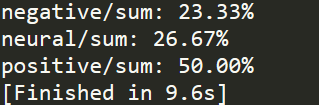 negative/sum: 23.33%
neural/sum: 26.67%
positive/sum: 50.00%
[Finished in 9.6s]